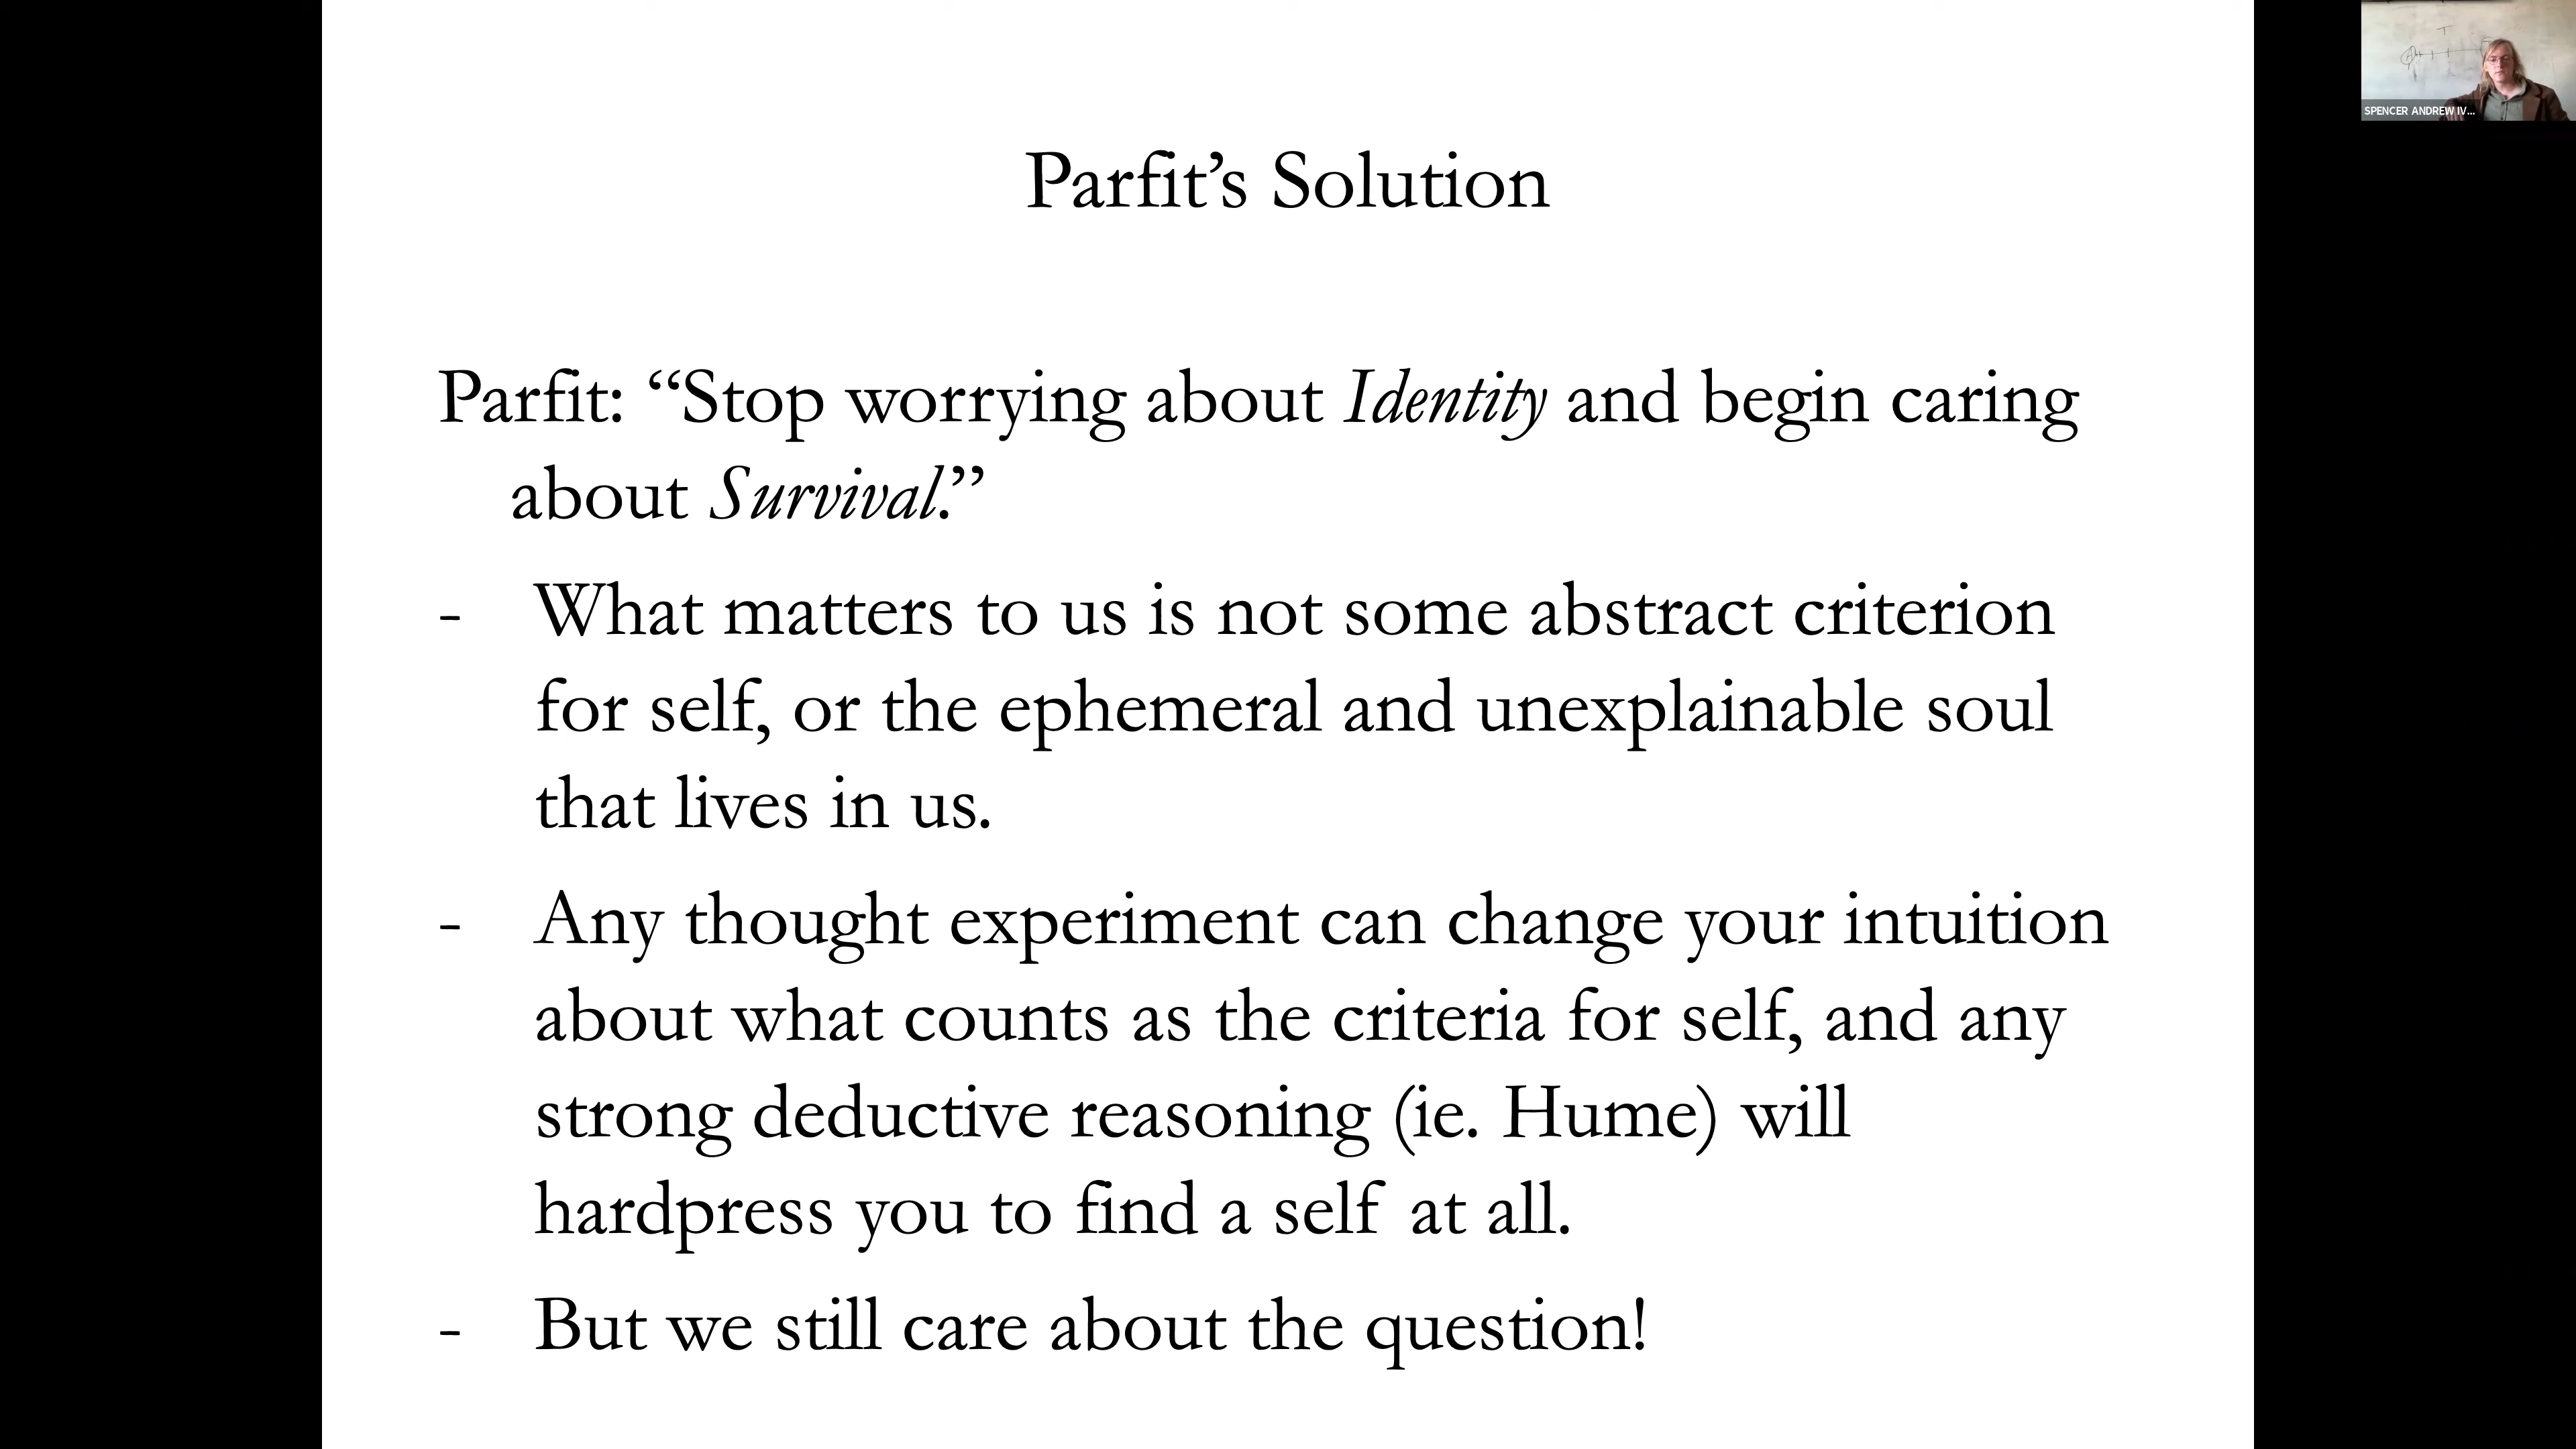 SPENCER ANDREW IV...
Parfit’s Solution
Parfit: “Stop worrying about Identity and begin caring
about Survival.”
- What matters to us is not some abstract criterion
for self, or the ephemeral and unexplainable soul
that lives in us.
- Any thought experiment can change your intuition
about what counts as the criteria for self, and any
strong deductive reasoning (ie. Hume) will
hardpress you to find a self at all.
- But we still care about the question!